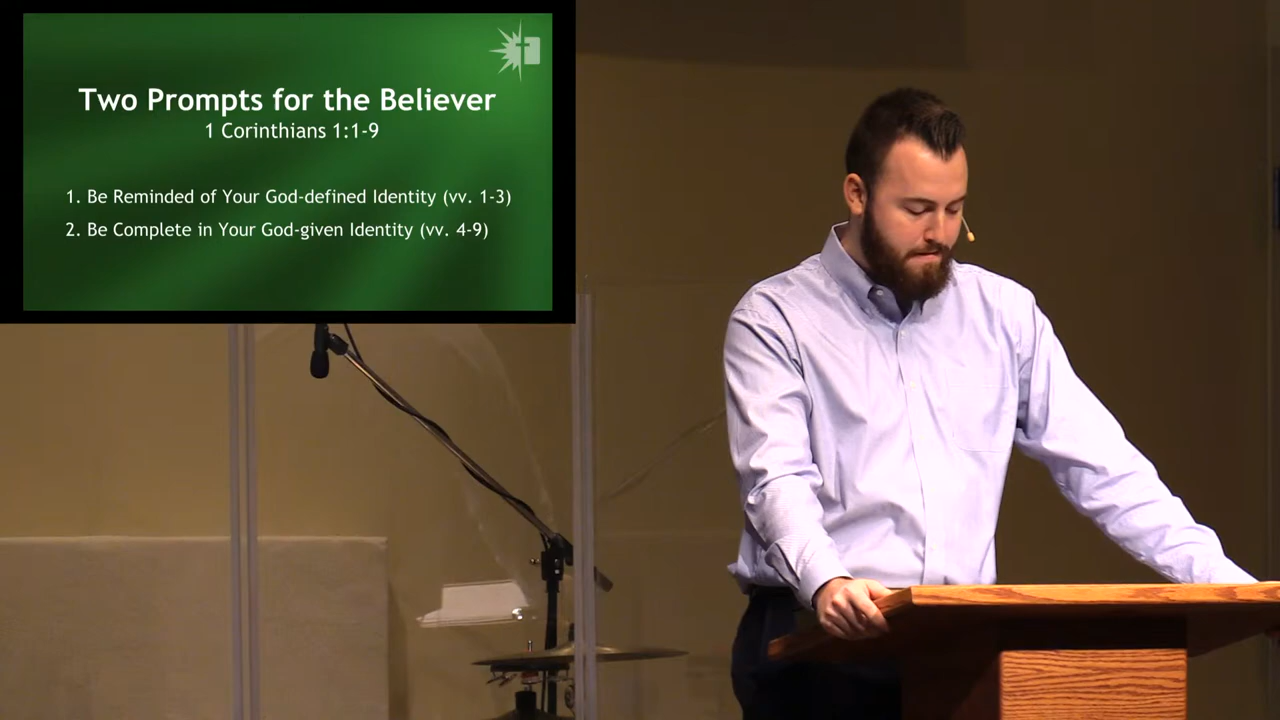 Two Prompts for the Believer
1 Corinthians 1:1-9
1. Be Reminded of Your God-defined Identity (vv. 1-3)
2. Be Complete in Your God-given Identity (vv. 4-9)